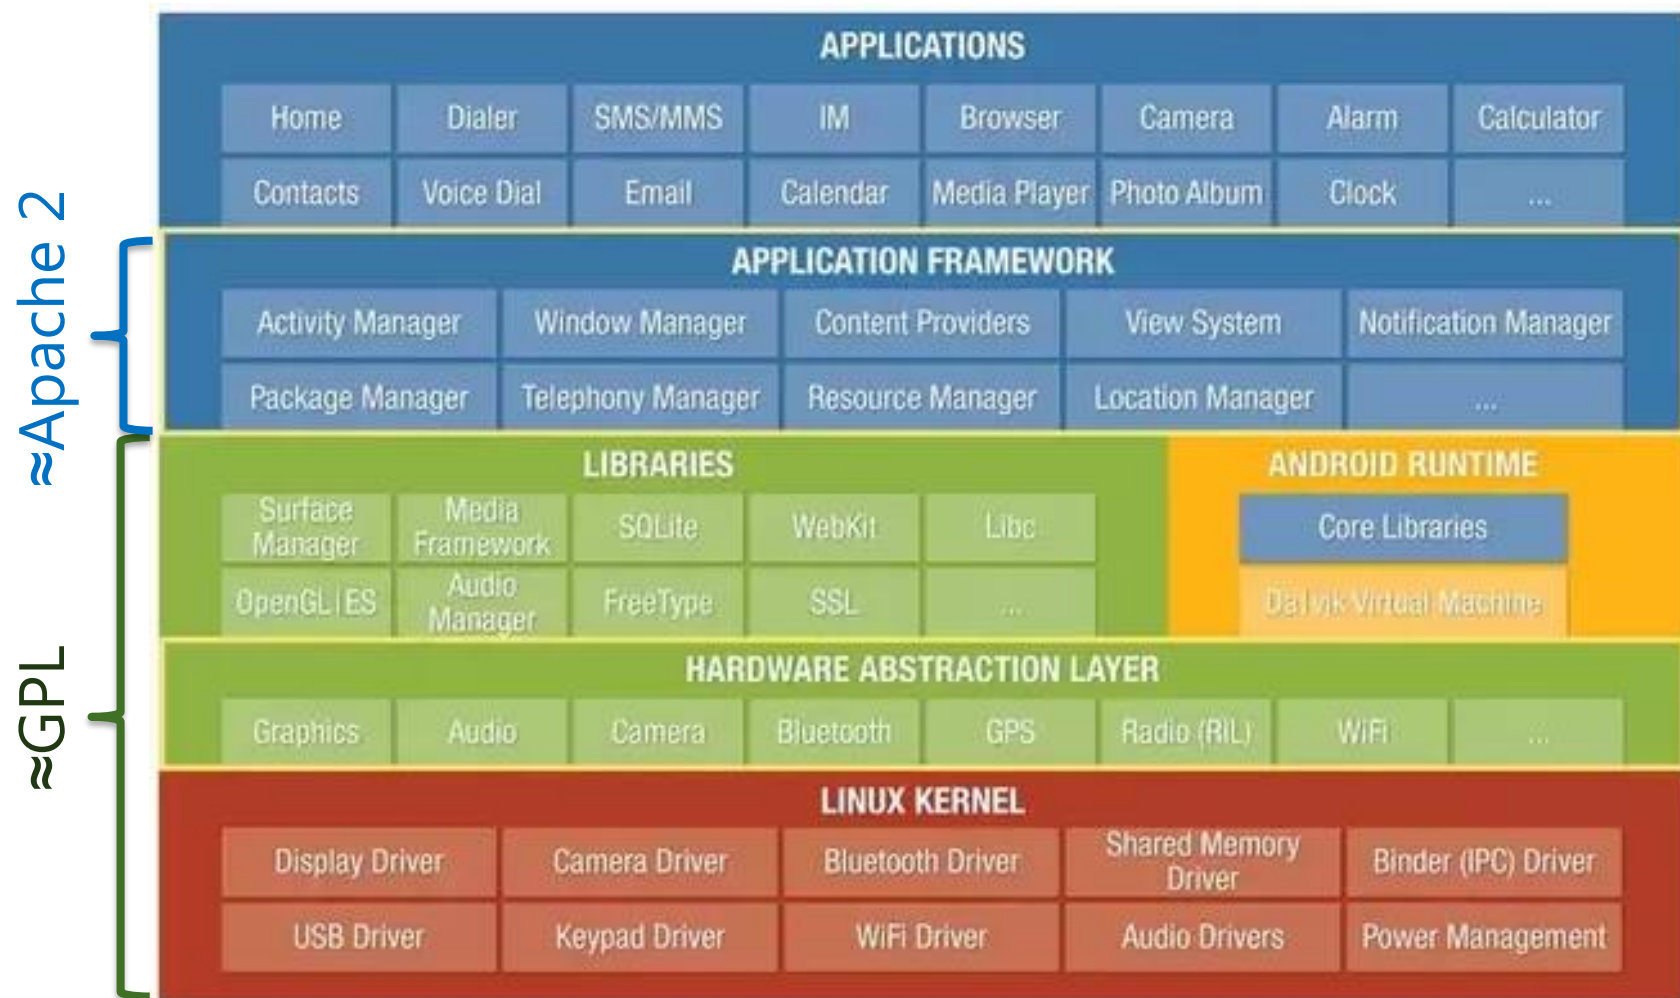 APPLICATIONS
Home Dialer SMS/MMS IM Browser Camera Alarm Calculator
Contacts Voice Dial Email Calendar Media Player Photo Album Clock ...
≈Apache 2
APPLICATION FRAMEWORK
Activity Manager Window Manager Content Providers View System Notification Manager
Package Manager Telephony Manager Resource Manager Location Manager ...
≈GPL
LIBRARIES
Surface
Manager
Media
Framework
SQLite WebKit Libc
OpenGL|ES
Audio
Manager
FreeType SSL ...
ANDROID RUNTIME
Core Libraries
Dalvik Virtual Machine
HARDWARE ABSTRACTION LAYER
Graphics Audio Camera Bluetooth GPS Radio (RIL) WiFi ...
LINUX KERNEL
Display Driver Camera Driver Bluetooth Driver
Shared Memory
Driver
Binder (IPC) Driver
USB Driver Keypad Driver WiFi Driver Audio Drivers Power Management